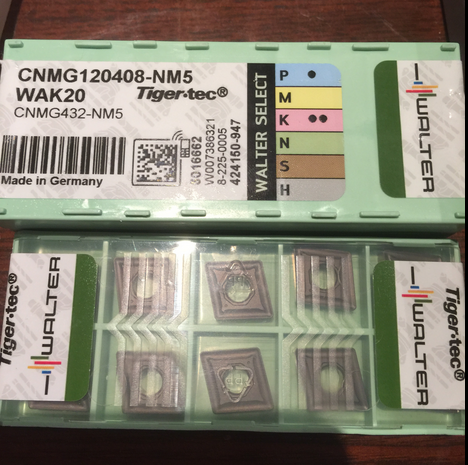 CNMG120408-NM5
WAK20
Tiger·tec®
CNMG432-NM5
Made in Germany
W007386321
8-225-0005
424150-947
WALTER SELECT
P
M
K
N
S
H
WALTER
Tiger·tec®
WALTER
WALTER
Tiger·tec®